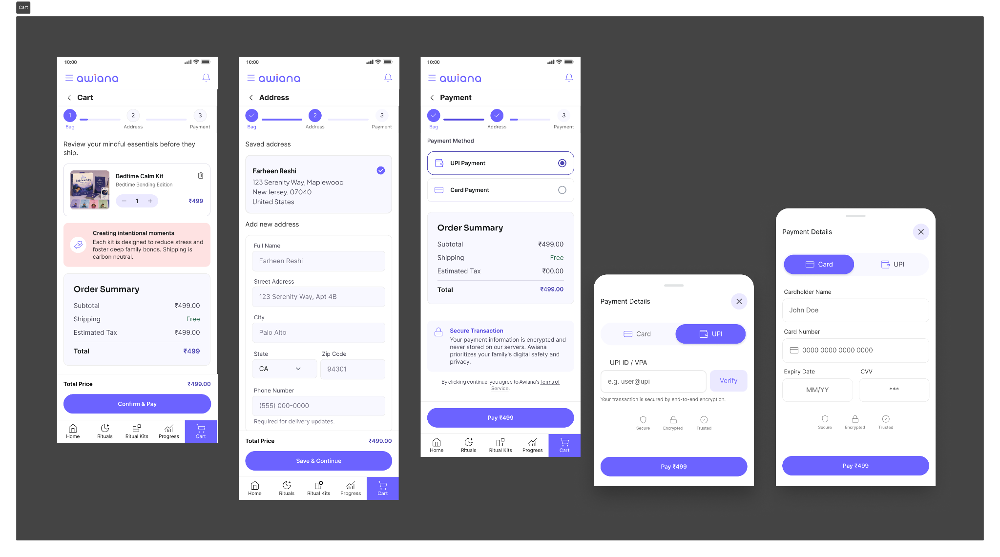 Cart
10:00
awiana
Cart
1
2
3
Bag
Address
Payment
Review your mindful essentials before they
ship.
Bedtime Calm
Bedtime Calm Kit
Bedtime Bonding Edition
− 1 +
₹499
Creating intentional moments
Each kit is designed to reduce stress and
foster deep family bonds. Shipping is
carbon neutral.
Order Summary
Subtotal ₹499.00
Shipping Free
Estimated Tax ₹499.00
Total ₹499
Total Price ₹499.00
Confirm & Pay
Home Rituals Ritual Kits Progress Cart
10:00
awiana
Address
2
3
Bag
Address
Payment
Saved address
Farheen Reshi
123 Serenity Way, Maplewood
New Jersey, 07040
United States
Add new address
Full Name
Farheen Reshi
Street Address
123 Serenity Way, Apt 4B
City
Palo Alto
State Zip Code
CA 94301
Phone Number
(555) 000-0000
Required for delivery updates.
Total Price ₹499.00
Save & Continue
Home Rituals Ritual Kits Progress Cart
10:00
awiana
Payment
3
Bag
Address
Payment
Payment Method
UPI Payment
Card Payment
Order Summary
Subtotal ₹499.00
Shipping Free
Estimated Tax ₹00.00
Total ₹499.00
Secure Transaction
Your payment information is encrypted and
never stored on our servers. Awiana
prioritizes your family's digital safety and
privacy.
By clicking continue, you agree to Awiana's Terms of
Service.
Pay ₹499
Home Rituals Ritual Kits Progress Cart
Payment Details
Card UPI
UPI ID / VPA
e.g. user@upi
Verify
Your transaction is secured by end-to-end encryption.
Secure Encrypted Trusted
Pay ₹499
Payment Details
Card UPI
Cardholder Name
John Doe
Card Number
0000 0000 0000 0000
Expiry Date CVV
MM/YY ***
Secure Encrypted Trusted
Pay ₹499